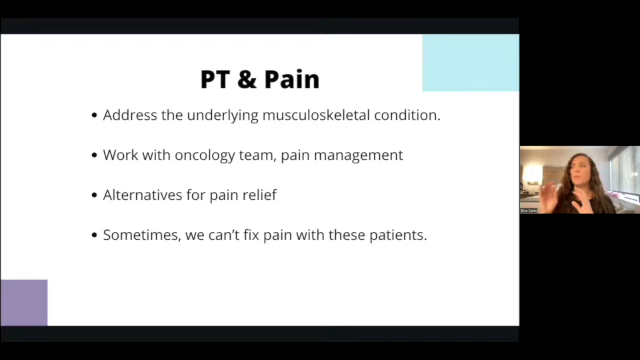 PT & Pain
• Address the underlying musculoskeletal condition.
• Work with oncology team, pain management
• Alternatives for pain relief
• Sometimes, we can't fix pain with these patients.